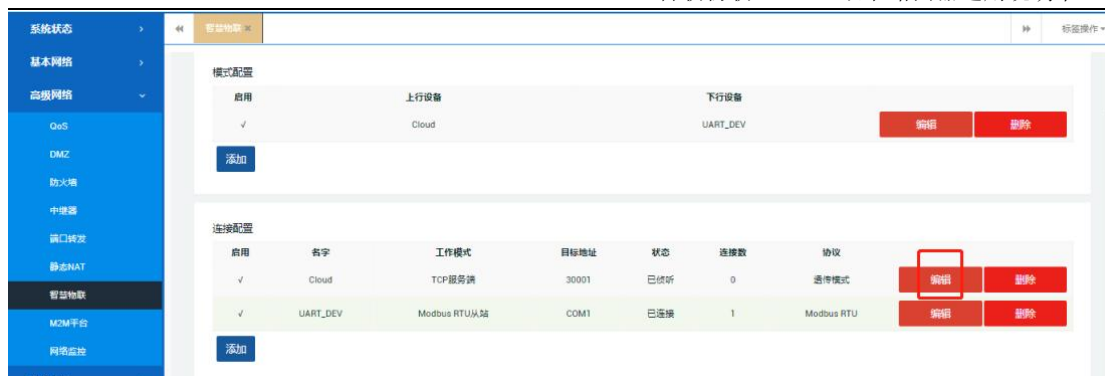 系统状态
智慧物联
标签操作
基本网络
高级网络
QoS
DMZ
防火墙
中继器
端口转发
静态NAT
智慧物联
M2M平台
网络监控
模式配置
启用 上行设备 下行设备
√ Cloud UART_DEV 编辑 删除
添加
连接配置
启用 名字 工作模式 目标地址 状态 连接数 协议
√ Cloud TCP服务端 30001 已侦听 0 透传模式 编辑 删除
√ UART_DEV Modbus RTU从站 COM1 已连接 1 Modbus RTU 编辑 删除
添加